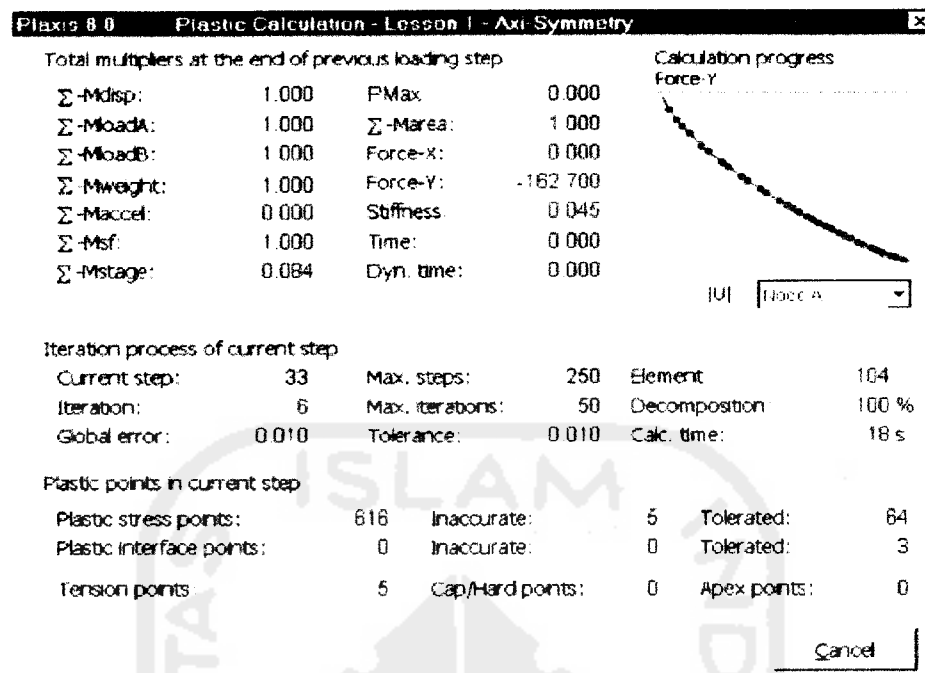 Plaxis 8.0 Plastic Calculation - Lesson 1 - Axi-Symmetry
Total multipliers at the end of previous loading step
Calculation progress
Force-Y
Σ-Mdisp: 1.000 PMax 0.000
Σ-MloadA: 1.000 Σ-Marea: 1.000
Σ-MloadB: 1.000 Force-X: 0.000
Σ-Mweight: 1.000 Force-Y: -162.700
Σ-Maccel: 0.000 Stiffness 0.045
Σ-Msf: 1.000 Time: 0.000
Σ-Mstage: 0.084 Dyn. time: 0.000
|U| Node A
Iteration process of current step
Current step: 33 Max. steps: 250 Element 104
Iteration: 6 Max. iterations: 50 Decomposition 100 %
Global error: 0.010 Tolerance: 0.010 Calc. time: 18 s
Plastic points in current step
Plastic stress points: 616 Inaccurate: 5 Tolerated: 64
Plastic interface points: 0 Inaccurate: 0 Tolerated: 3
Tension points 5 Cap/Hard points: 0 Apex points: 0
Cancel
ISLAM